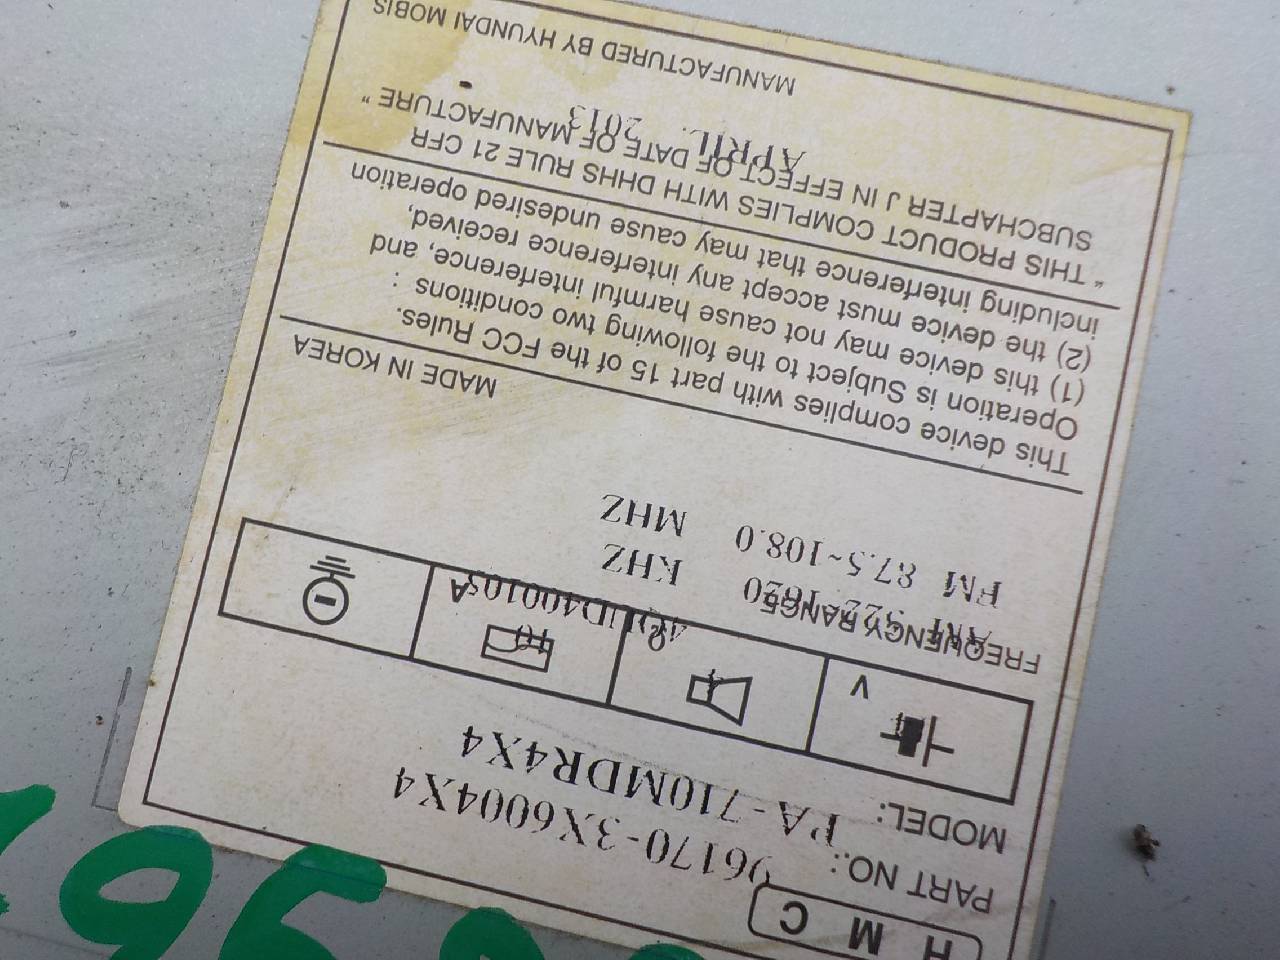 H M C
PART NO.: 96170-3X6004X4
MODEL: PA-710MDR4X4
V
FREQUENCY RANGE
KHZ
FM 87.5~108.0 MHZ
MADE IN KOREA
This device complies with part 15 of the FCC Rules.
Operation is Subject to the following two conditions :
(1) this device may not cause harmful interference, and
(2) the device must accept any interference received,
including interference that may cause undesired operation
" THIS PRODUCT COMPLIES WITH DHHS RULE 21 CFR
SUBCHAPTER J IN EFFECT OF DATE OF MANUFACTURE "
APRIL. 2013
MANUFACTURED BY HYUNDAI MOBIS